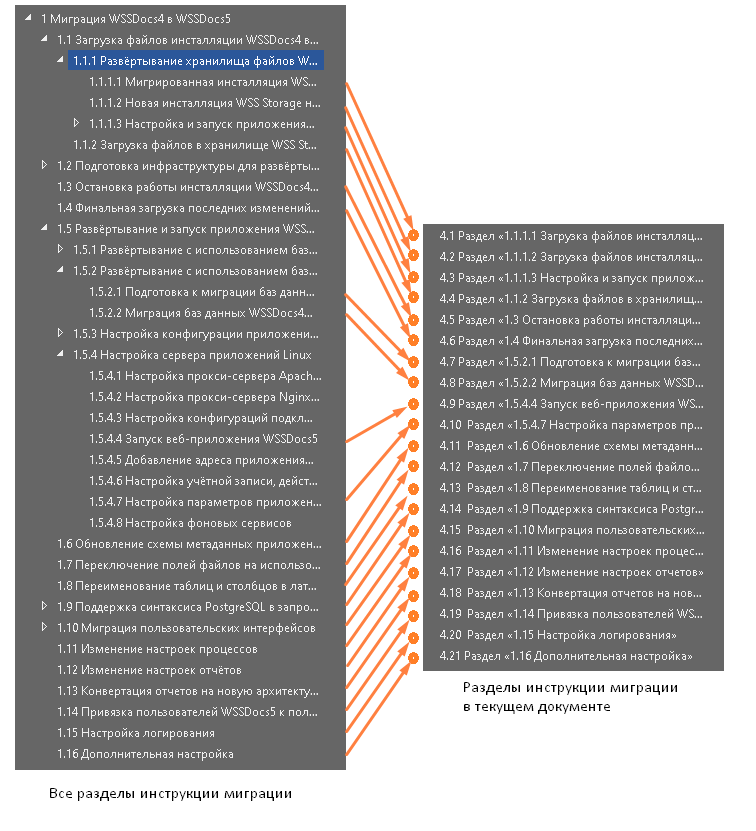 1 Миграция WSSDocs4 в WSSDocs5
1.1 Загрузка файлов инсталляции WSSDocs4 в...
1.1.1 Развёртывание хранилища файлов W...
1.1.1.1 Мигрированная инсталляция WS...
1.1.1.2 Новая инсталляция WSS Storage н...
1.1.1.3 Настройка и запуск приложения...
1.1.2 Загрузка файлов в хранилище WSS St...
1.2 Подготовка инфраструктуры для развёрты...
1.3 Остановка работы инсталляции WSSDocs4...
1.4 Финальная загрузка последних изменений...
1.5 Развёртывание и запуск приложения WSS...
1.5.1 Развёртывание с использованием баз...
1.5.2 Развёртывание с использованием баз...
1.5.2.1 Подготовка к миграции баз данн...
1.5.2.2 Миграция баз данных WSSDocs4...
1.5.3 Настройка конфигурации приложени...
1.5.4 Настройка сервера приложений Linux
1.5.4.1 Настройка прокси-сервера Apach...
1.5.4.2 Настройка прокси-сервера Nginx...
1.5.4.3 Настройка конфигураций подкл...
1.5.4.4 Запуск веб-приложения WSSDocs5
1.5.4.5 Добавление адреса приложения...
1.5.4.6 Настройка учётной записи, дейст...
1.5.4.7 Настройка параметров приложен...
1.5.4.8 Настройка фоновых сервисов
1.6 Обновление схемы метаданных приложен...
1.7 Переключение полей файлов на использо...
1.8 Переименование таблиц и столбцов в лат...
1.9 Поддержка синтаксиса PostgreSQL в запро...
1.10 Миграция пользовательских интерфейсов
1.11 Изменение настроек процессов
1.12 Изменение настроек отчётов
1.13 Конвертация отчетов на новую архитекту...
1.14 Привязка пользователей WSSDocs5 к пол...
1.15 Настройка логирования
1.16 Дополнительная настройка
Все разделы инструкции миграции
4.1 Раздел «1.1.1.1 Загрузка файлов инсталляц...
4.2 Раздел «1.1.1.2 Загрузка файлов инсталляц...
4.3 Раздел «1.1.1.3 Настройка и запуск прилож...
4.4 Раздел «1.1.2 Загрузка файлов в хранилищ...
4.5 Раздел «1.3 Остановка работы инсталляци...
4.6 Раздел «1.4 Финальная загрузка последних...
4.7 Раздел «1.5.2.1 Подготовка к миграции баз...
4.8 Раздел «1.5.2.2 Миграция баз данных WSSD...
4.9 Раздел «1.5.4.4 Запуск веб-приложения WS...
4.10 Раздел «1.5.4.7 Настройка параметров пр...
4.11 Раздел «1.6 Обновление схемы метаданн...
4.12 Раздел «1.7 Переключение полей файло...
4.13 Раздел «1.8 Переименование таблиц и ст...
4.14 Раздел «1.9 Поддержка синтаксиса Postgr...
4.15 Раздел «1.10 Миграция пользовательских...
4.16 Раздел «1.11 Изменение настроек процес...
4.17 Раздел «1.12 Изменение настроек отчетов»
4.18 Раздел «1.13 Конвертация отчетов на нов...
4.19 Раздел «1.14 Привязка пользователей WS...
4.20 Раздел «1.15 Настройка логирования»
4.21 Раздел «1.16 Дополнительная настройка»
Разделы инструкции миграции
в текущем документе